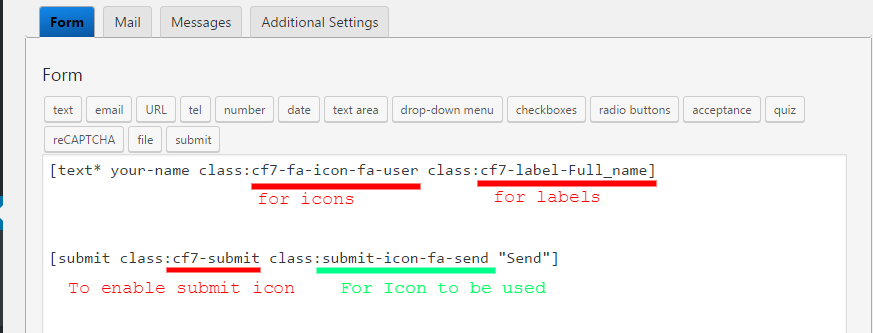 Form Mail Messages Additional Settings
Form
text email URL tel number date text area drop-down menu checkboxes radio buttons acceptance quiz
reCAPTCHA file submit
[text* your-name class:cf7-fa-icon-fa-user class:cf7-label-Full_name]
for icons for labels
[submit class:cf7-submit class:submit-icon-fa-send "Send"]
To enable submit icon For Icon to be used